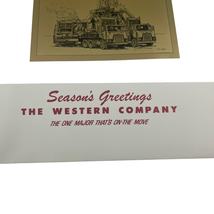 Season's Greetings
THE WESTERN COMPANY
THE ONE MAJOR THAT'S ON-THE MOVE